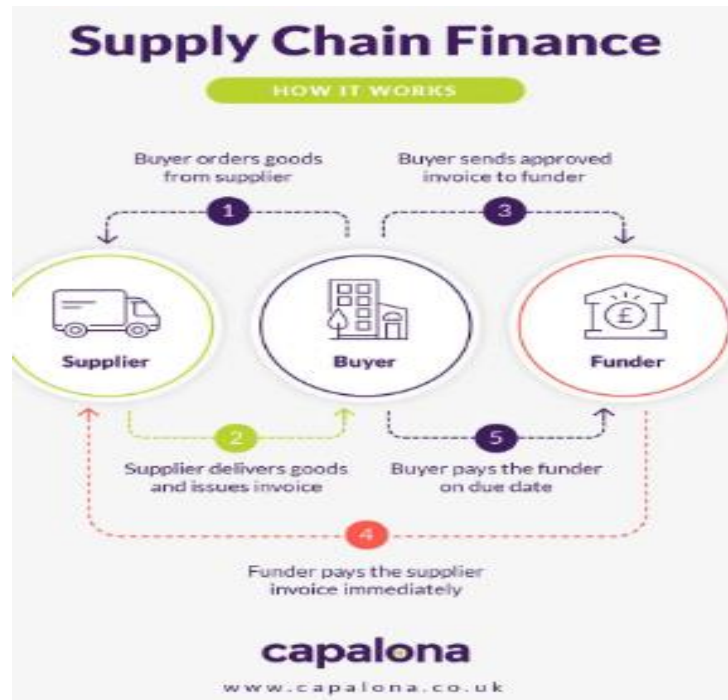 Supply Chain Finance
HOW IT WORKS
Buyer orders goods
from supplier
Buyer sends approved
invoice to funder
1
3
£
Supplier
Buyer
Funder
2
5
Supplier delivers goods
and issues invoice
Buyer pays the funder
on due date
4
Funder pays the supplier
invoice immediately
capalona
www.capalona.co.uk